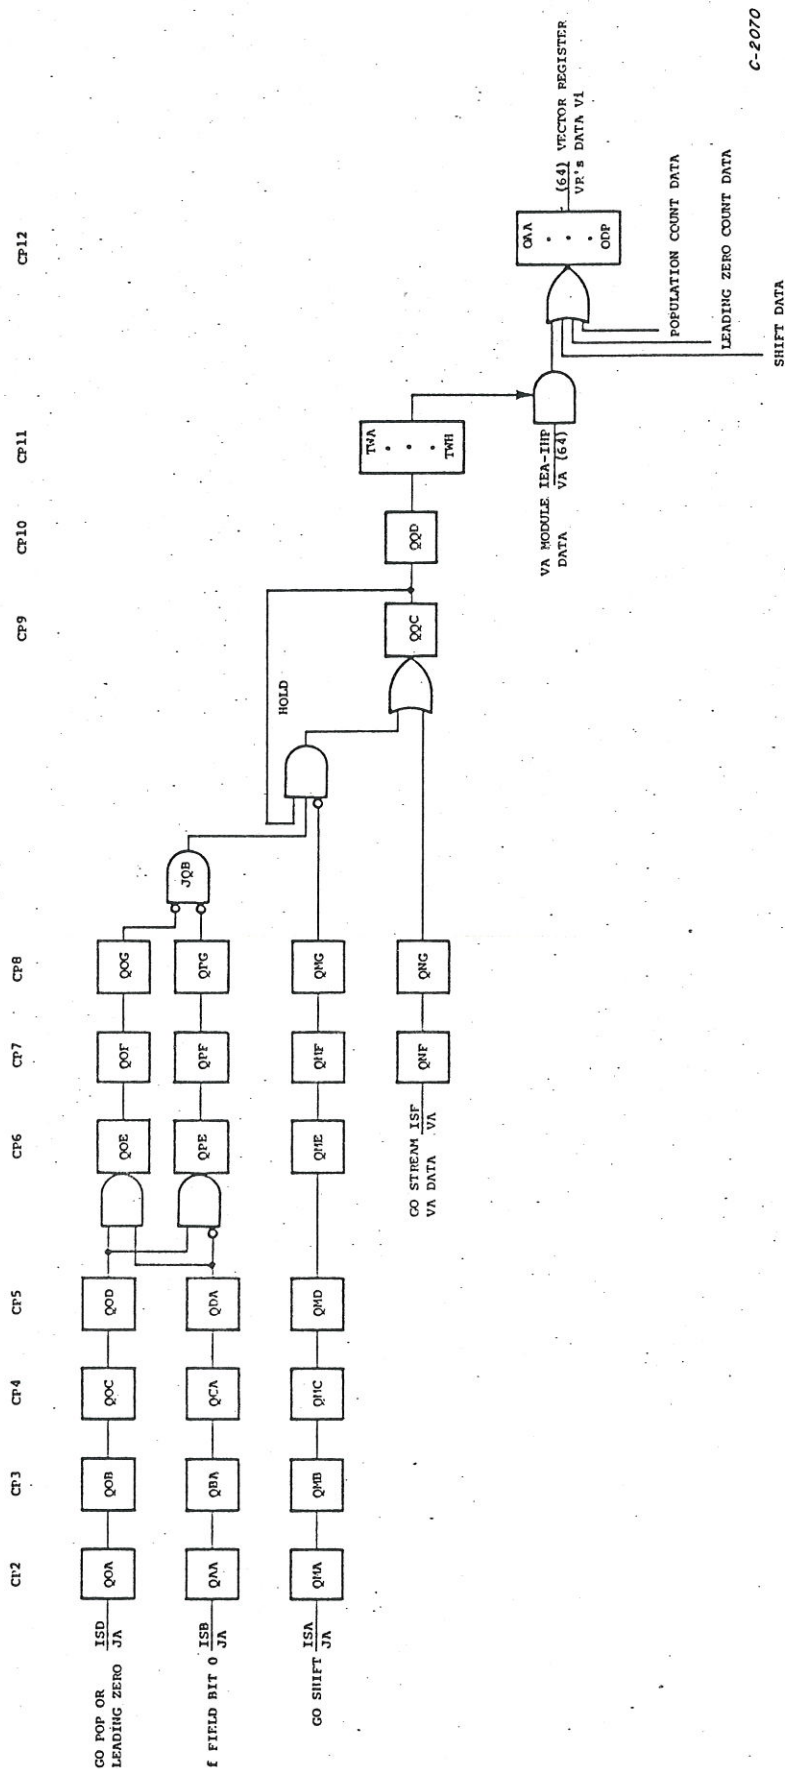 CP2
CP3
CP4
CP5
CP6
CP7
CP8
CP9
CP10
CP11
CP12
GO POP OR
LEADING ZERO
ISD
JA
QOA
QOB
QOC
QOD
QOE
QOF
QOG
f FIELD BIT 0
ISB
JA
QAA
QBA
QCA
QDA
QPE
QPF
QPG
JQB
GO SHIFT
ISA
JA
QMA
QMB
QMC
QMD
QME
QMF
QMG
HOLD
GO STREAM
VA DATA
ISF
VA
QNF
QNG
QQC
QQD
TWA
TWH
VA MODULE
DATA
IEA-IHP
VA (64)
OAA
ODP
(64) VECTOR REGISTER
VR's DATA Vi
POPULATION COUNT DATA
LEADING ZERO COUNT DATA
SHIFT DATA
C-2070